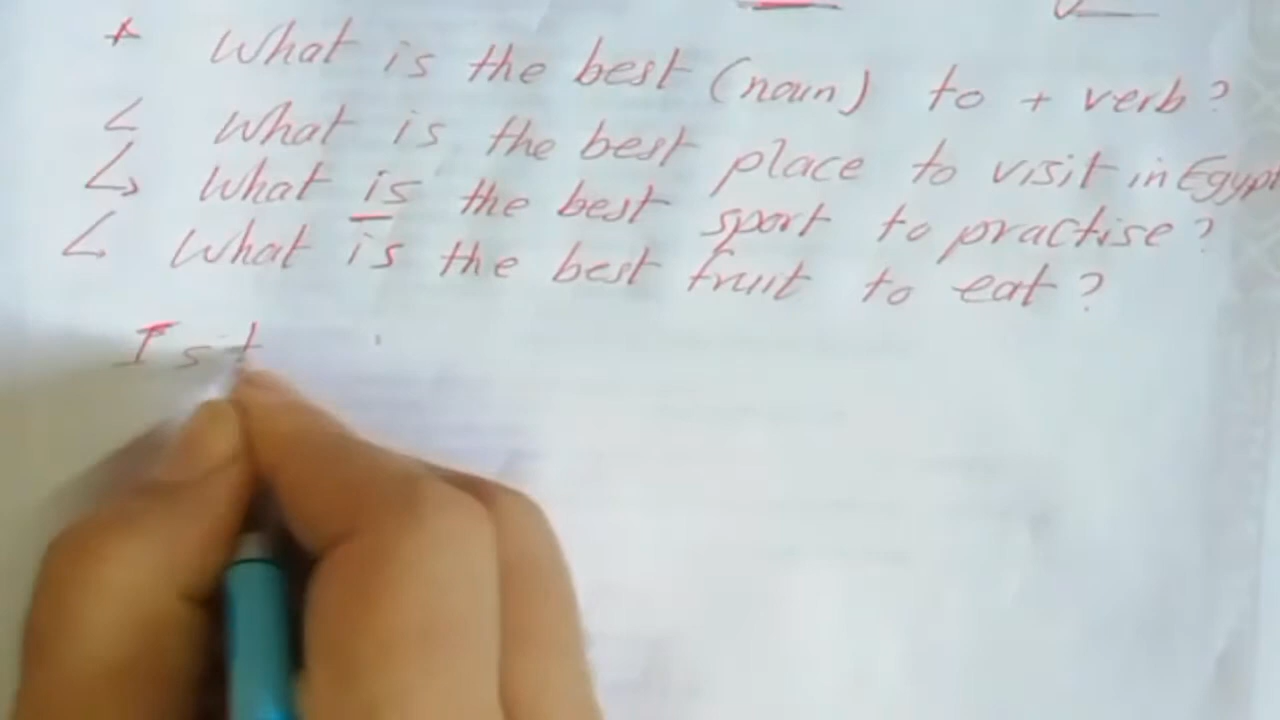 * What is the best (noun) to + verb?
What is the best place to visit in Egypt
What is the best sport to practise?
What is the best fruit to eat?
Ist